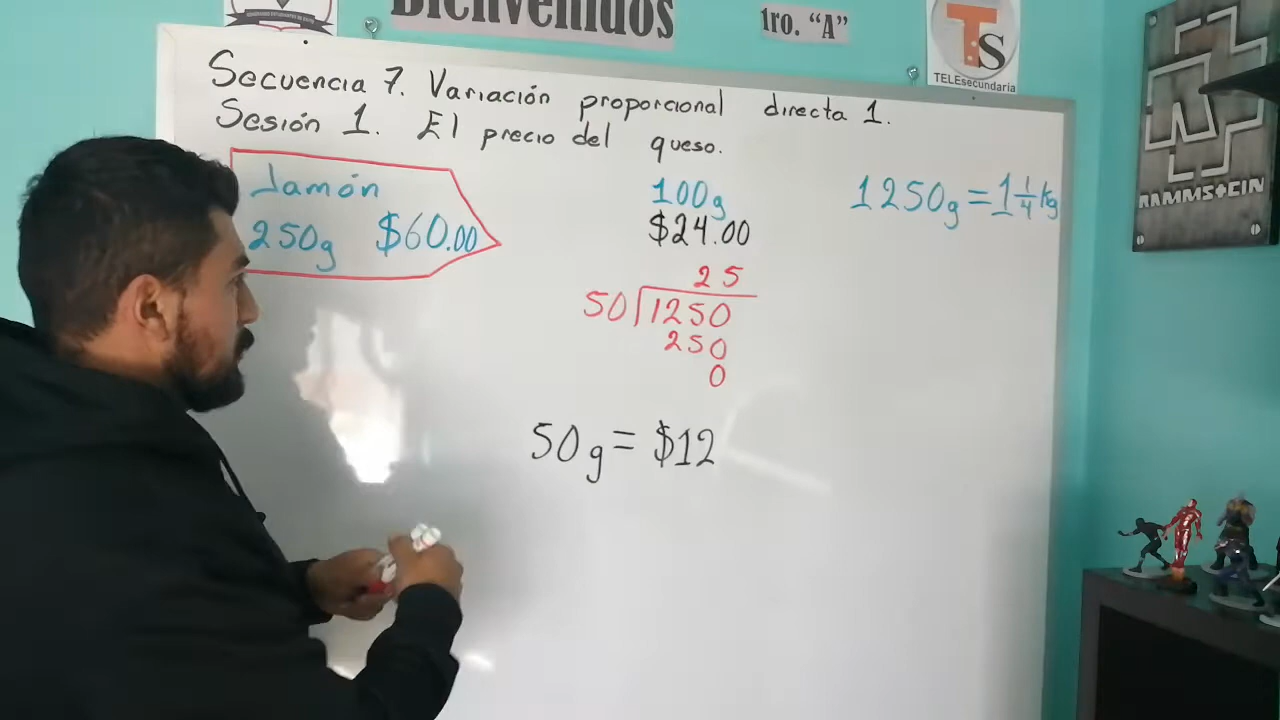 Bienvenidos
1ro. “A”
TS
TELEsecundaria
RAMMSTEIN
Secuencia 7. Variación proporcional directa 1.
Sesión 1. El precio del queso.
Jamón
250g $60.00
100g
$24.00
1250g = 1 1/4 kg
25
50 1250
250
0
50g = $12